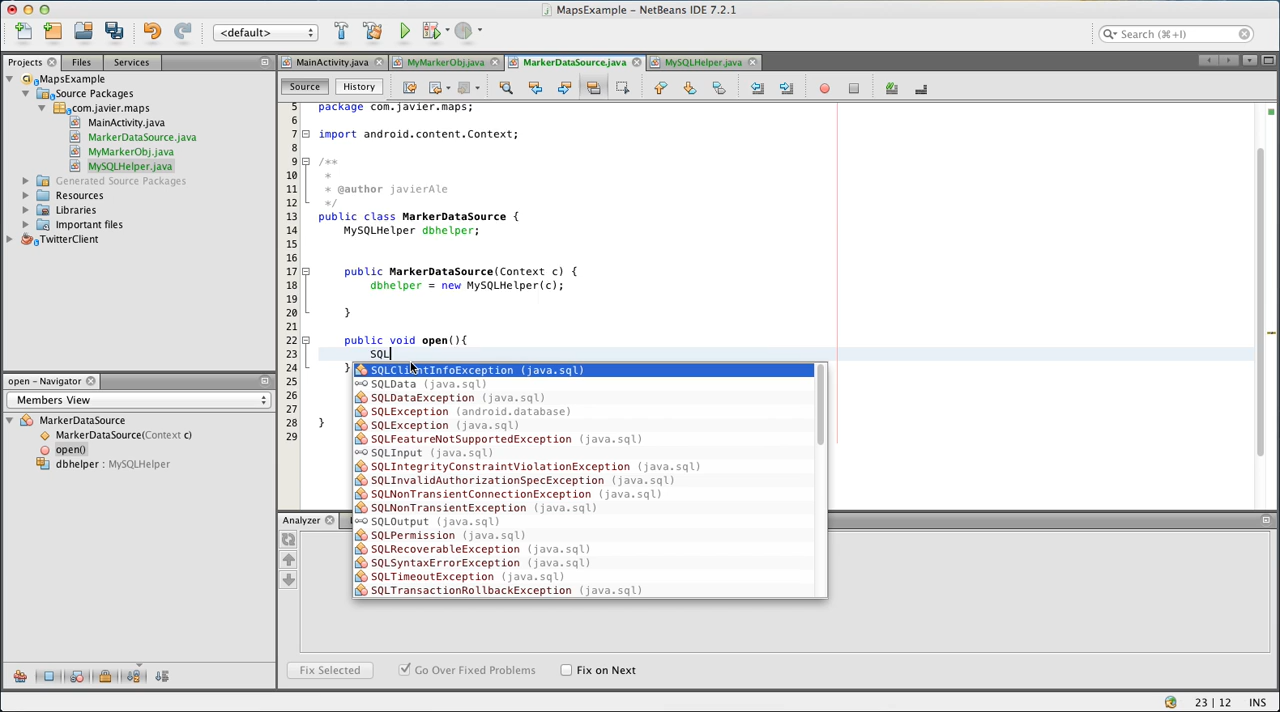 MapsExample – NetBeans IDE 7.2.1
<default>
Search (⌘+I)
Projects Files Services
MainActivity.java MyMarkerObj.java MarkerDataSource.java MySQLHelper.java
MapsExample
Source Packages
com.javier.maps
MainActivity.java
MarkerDataSource.java
MyMarkerObj.java
MySQLHelper.java
Generated Source Packages
Resources
Libraries
Important files
TwitterClient
Source History
5 package com.javier.maps;
6
7 import android.content.Context;
8
9 /**
10 *
11 * @author javierAle
12 */
13 public class MarkerDataSource {
14 MySQLHelper dbhelper;
15
16
17 public MarkerDataSource(Context c) {
18 dbhelper = new MySQLHelper(c);
19
20 }
21
22 public void open(){
23 SQL
24 }
25
26
27
28 }
29
SQLClientInfoException (java.sql)
SQLData (java.sql)
SQLDataException (java.sql)
SQLException (android.database)
SQLException (java.sql)
SQLFeatureNotSupportedException (java.sql)
SQLInput (java.sql)
SQLIntegrityConstraintViolationException (java.sql)
SQLInvalidAuthorizationSpecException (java.sql)
SQLNonTransientConnectionException (java.sql)
SQLNonTransientException (java.sql)
SQLOutput (java.sql)
SQLPermission (java.sql)
SQLRecoverableException (java.sql)
SQLSyntaxErrorException (java.sql)
SQLTimeoutException (java.sql)
SQLTransactionRollbackException (java.sql)
open – Navigator
Members View
MarkerDataSource
MarkerDataSource(Context c)
open()
dbhelper : MySQLHelper
Analyzer
Fix Selected Go Over Fixed Problems Fix on Next
23 | 12 INS